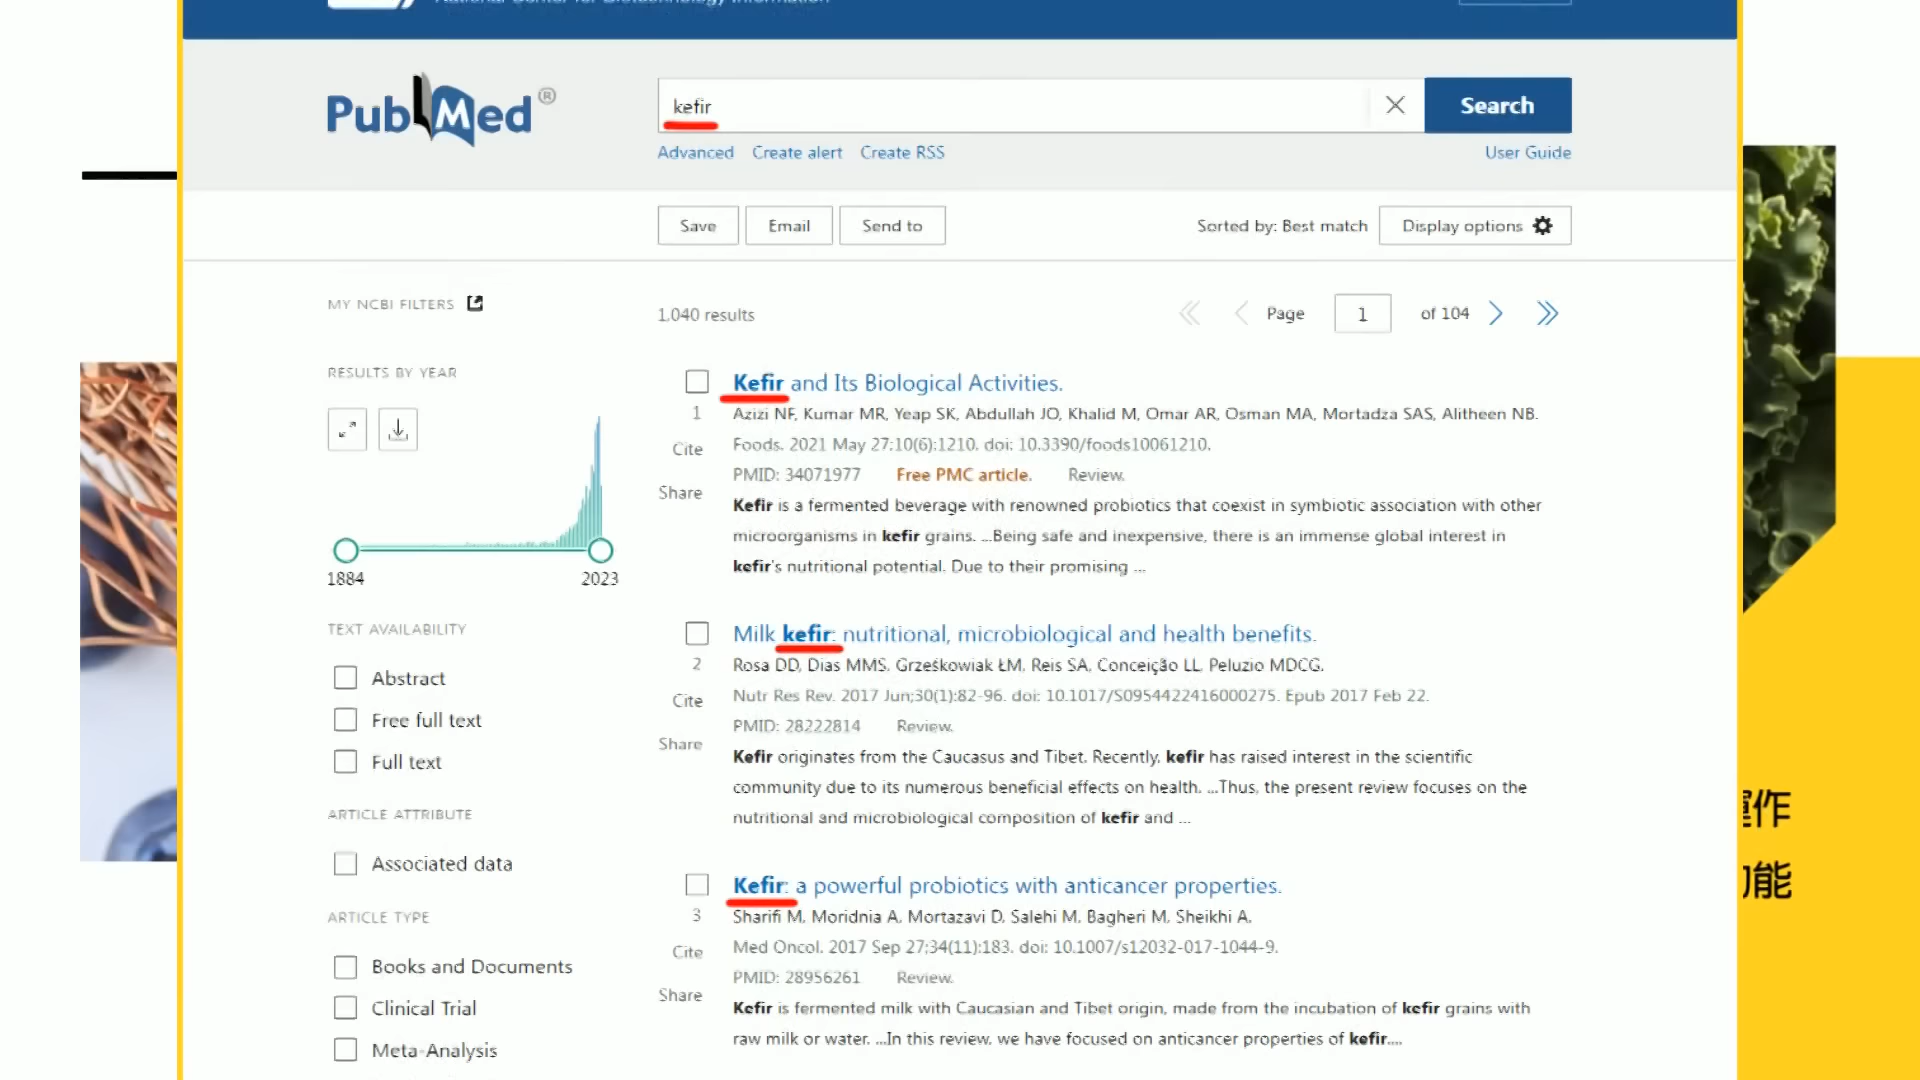 National Center for Biotechnology Information
PubMed®
kefir
Search
Advanced Create alert Create RSS
User Guide
Save Email Send to
Sorted by: Best match Display options
MY NCBI FILTERS
1,040 results
Page 1 of 104
RESULTS BY YEAR
1884 2023
TEXT AVAILABILITY
Abstract
Free full text
Full text
ARTICLE ATTRIBUTE
Associated data
ARTICLE TYPE
Books and Documents
Clinical Trial
Meta-Analysis
Kefir and Its Biological Activities.
1
Cite
Share
Azizi NF, Kumar MR, Yeap SK, Abdullah JO, Khalid M, Omar AR, Osman MA, Mortadza SAS, Alitheen NB.
Foods. 2021 May 27;10(6):1210. doi: 10.3390/foods10061210.
PMID: 34071977 Free PMC article. Review.
Kefir is a fermented beverage with renowned probiotics that coexist in symbiotic association with other
microorganisms in kefir grains. ...Being safe and inexpensive, there is an immense global interest in
kefir's nutritional potential. Due to their promising ...
Milk kefir: nutritional, microbiological and health benefits.
2
Cite
Share
Rosa DD, Dias MMS, Grześkowiak ŁM, Reis SA, Conceição LL, Peluzio MDCG.
Nutr Res Rev. 2017 Jun;30(1):82-96. doi: 10.1017/S0954422416000275. Epub 2017 Feb 22.
PMID: 28222814 Review.
Kefir originates from the Caucasus and Tibet. Recently, kefir has raised interest in the scientific
community due to its numerous beneficial effects on health. ...Thus, the present review focuses on the
nutritional and microbiological composition of kefir and ...
Kefir: a powerful probiotics with anticancer properties.
3
Cite
Share
Sharifi M, Moridnia A, Mortazavi D, Salehi M, Bagheri M, Sheikhi A.
Med Oncol. 2017 Sep 27;34(11):183. doi: 10.1007/s12032-017-1044-9.
PMID: 28956261 Review.
Kefir is fermented milk with Caucasian and Tibet origin, made from the incubation of kefir grains with
raw milk or water. ...In this review, we have focused on anticancer properties of kefir....
作
能